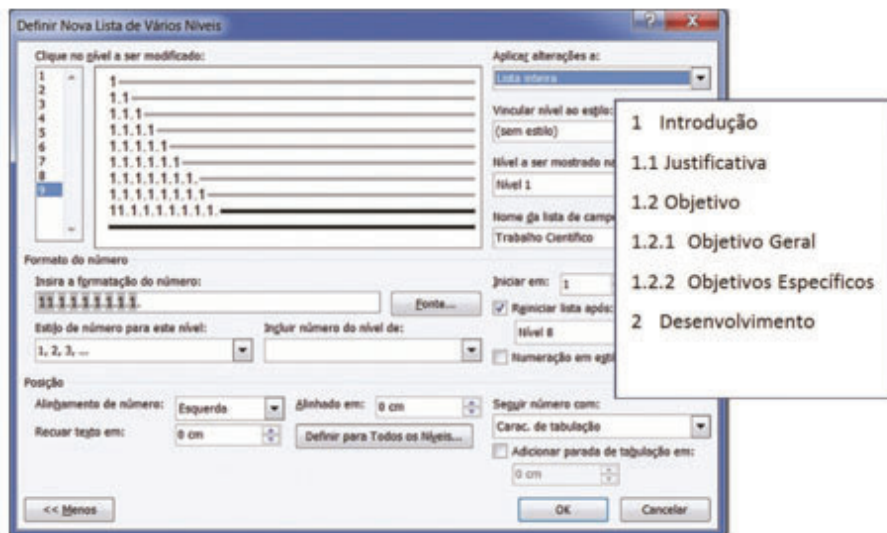 Definir Nova Lista de Vários Níveis
Clique no nível a ser modificado:
1
2
3
4
5
6
7
8
9
1
1.1
1.1.1
1.1.1.1
1.1.1.1.1
1.1.1.1.1.1
1.1.1.1.1.1.1.
1.1.1.1.1.1.1.1
11.1.1.1.1.1.1.1.
Aplicar alterações a:
Lista inteira
Vincular nível ao estilo:
(sem estilo)
Nível a ser mostrado na
Nível 1
Nome da lista de campo
Trabalho Científico
1 Introdução
1.1 Justificativa
1.2 Objetivo
1.2.1 Objetivo Geral
1.2.2 Objetivos Específicos
2 Desenvolvimento
Formato do número
Insira a formatação do número:
11.1.1.1.1.1.1.1.
Fonte...
Estilo de número para este nível:
1, 2, 3, ...
Incluir número do nível de:
Iniciar em: 1
Reiniciar lista após:
Nível 8
Numeração em esti
Posição
Alinhamento de número: Esquerda
Alinhado em: 0 cm
Recuar texto em: 0 cm
Definir para Todos os Níveis...
Seguir número com:
Carac. de tabulação
Adicionar parada de tabulação em:
0 cm
<< Menos
OK
Cancelar